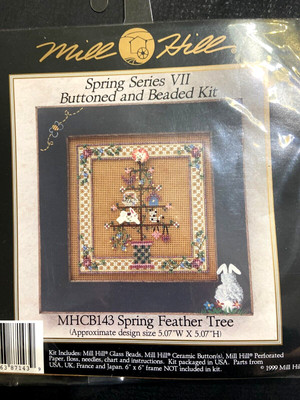 Mill Hill
Spring Series VII
Buttoned and Beaded Kit
MHCB143 Spring Feather Tree
(Approximate design size 5.07"W X 5.07"H)
Kit Includes: Mill Hill® Glass Beads, Mill Hill® Ceramic Button(s), Mill Hill® Perforated
Paper, floss, needles, chart and instructions. Kit packaged in USA. Parts from
USA, UK, France and Japan. 6" x 6" frame NOT included in kit.
© 1999 Mill Hi